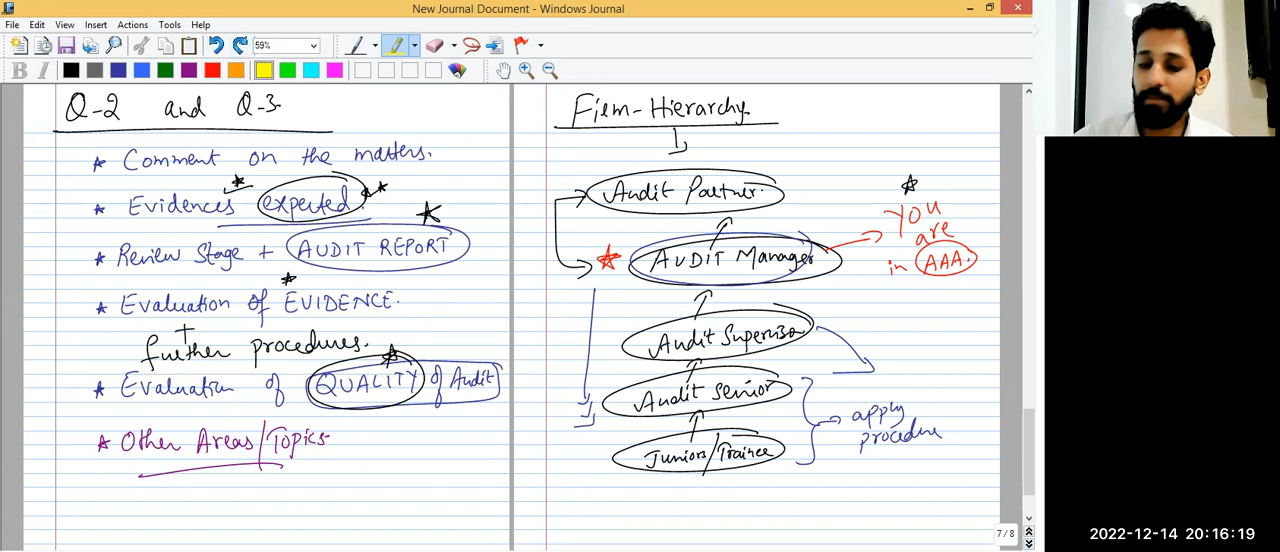 New Journal Document - Windows Journal
File Edit View Insert Actions Tools Help
59%
B I
Q-2 and Q-3
Comment on the matters.
Evidences expected
Review Stage + AUDIT REPORT
Evaluation of EVIDENCE.
+
further procedures.
Evaluation of QUALITY of Audit
Other Areas/Topics
Firm-Hierarchy
Audit Partner
AUDIT Manager
YOU
are
in AAA.
Audit Supervisor
Audit Senior
Juniors/Trainee
apply
procedure
7/8
2022-12-14 20:16:19